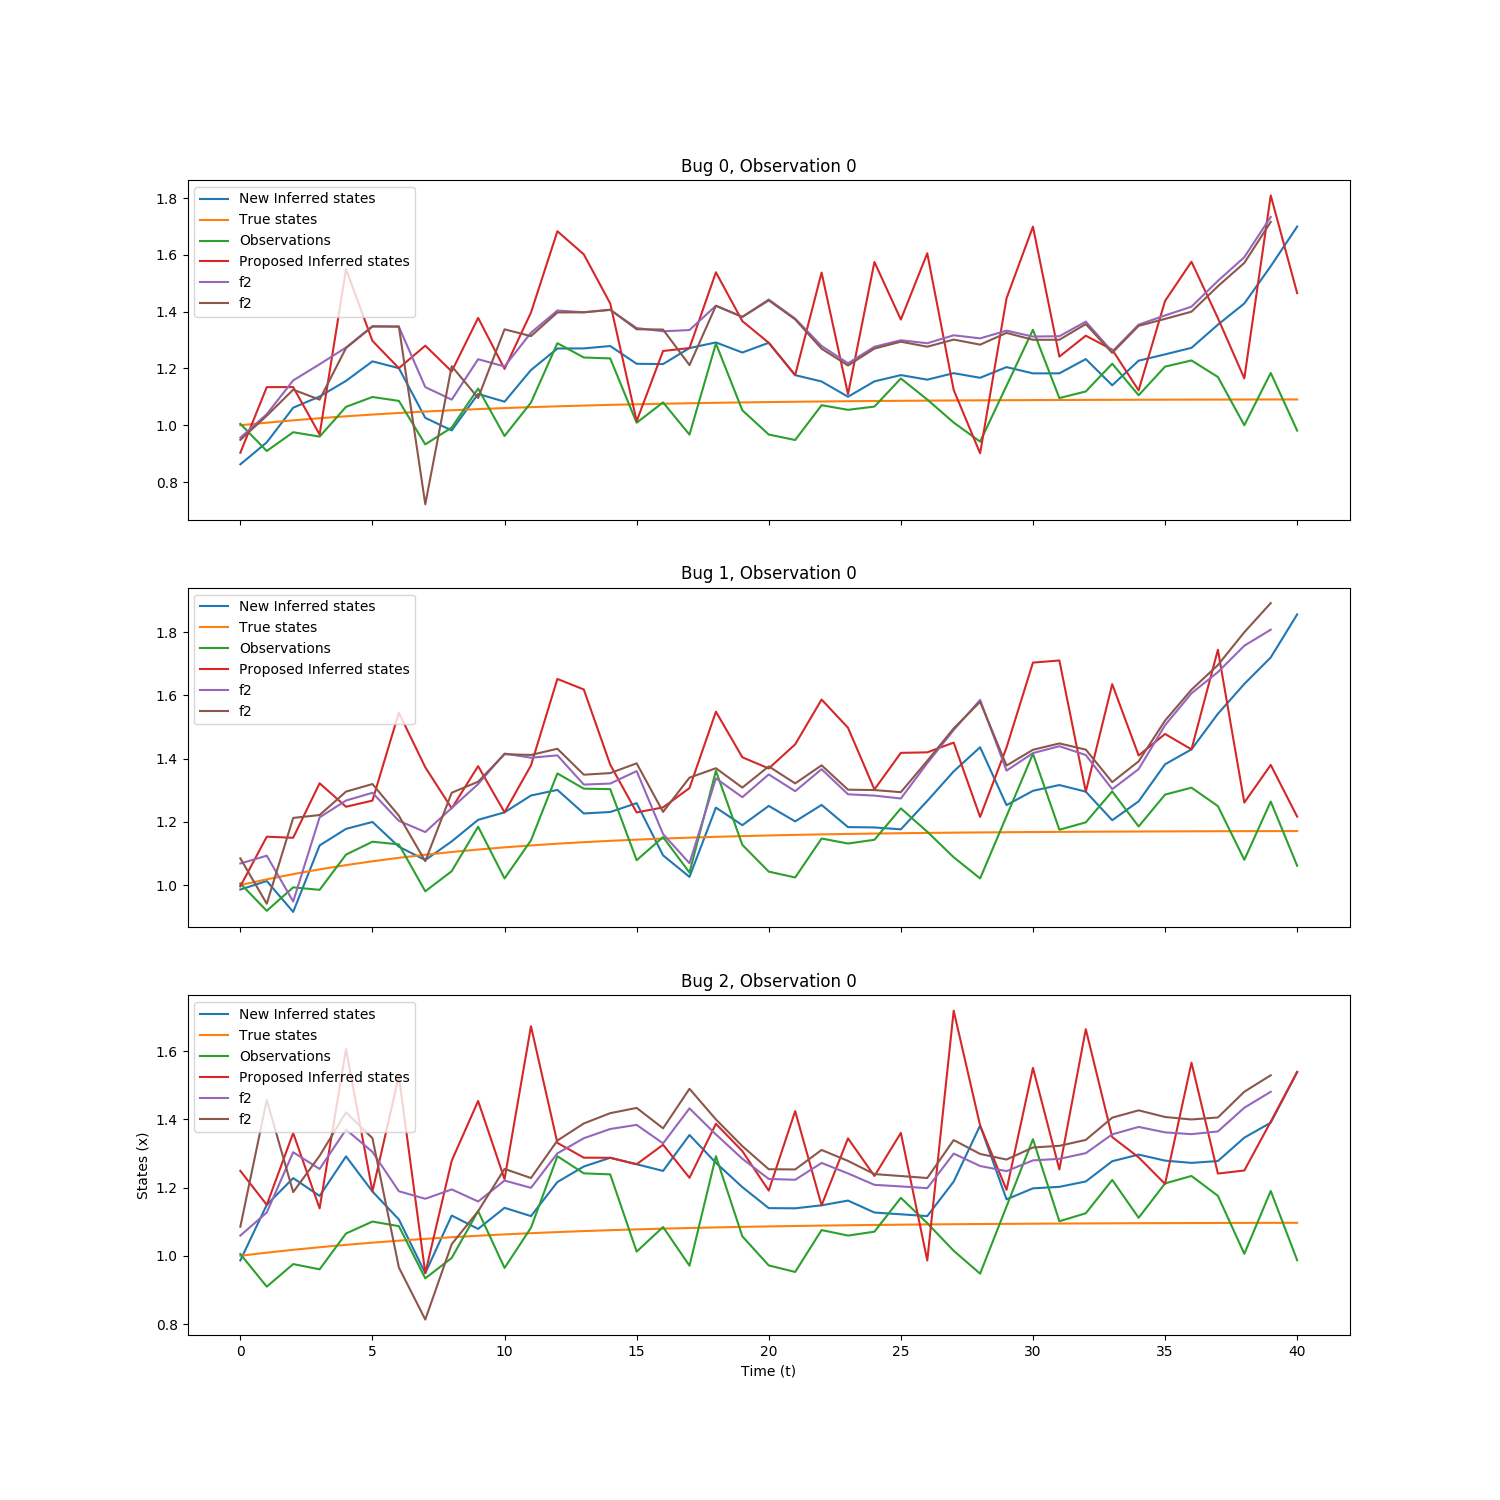 Bug 0, Observation 0
1.8
1.6
1.4
1.2
1.0
0.8
New Inferred states
True states
Observations
Proposed Inferred states
f2
f2
Bug 1, Observation 0
1.8
1.6
1.4
1.2
1.0
New Inferred states
True states
Observations
Proposed Inferred states
f2
f2
Bug 2, Observation 0
1.6
1.4
1.2
1.0
0.8
New Inferred states
True states
Observations
Proposed Inferred states
f2
f2
States (x)
0 5 10 15 20 25 30 35 40
Time (t)